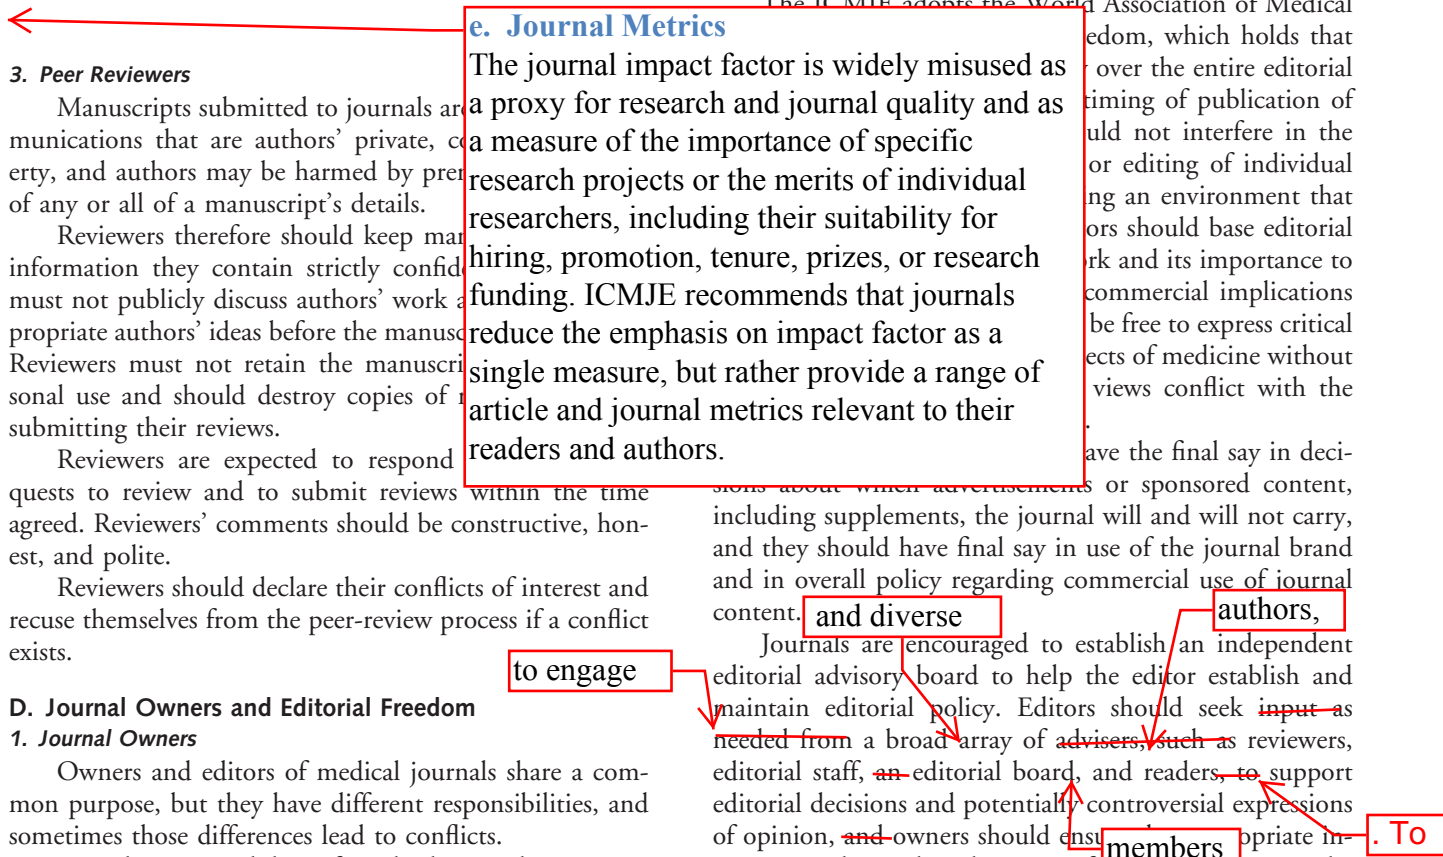 3. Peer Reviewers
Manuscripts submitted to journals are
munications that are authors' private,
erty, and authors may be harmed by
of any or all of a manuscript's details.
Reviewers therefore should keep
information they contain strictly
must not publicly discuss authors' work
propriate authors' ideas before the
Reviewers must not retain the
sonal use and should destroy copies of
submitting their reviews.
Reviewers are expected to respond
quests to review and to submit reviews within the time
agreed. Reviewers' comments should be constructive, hon-
est, and polite.
Reviewers should declare their conflicts of interest and
recuse themselves from the peer-review process if a conflict
exists.
D. Journal Owners and Editorial Freedom
1. Journal Owners
Owners and editors of medical journals share a com-
mon purpose, but they have different responsibilities, and
sometimes those differences lead to conflicts.
e. Journal Metrics
The journal impact factor is widely misused as
a proxy for research and journal quality and as
a measure of the importance of specific
research projects or the merits of individual
researchers, including their suitability for
hiring, promotion, tenure, prizes, or research
funding. ICMJE recommends that journals
reduce the emphasis on impact factor as a
single measure, but rather provide a range of
article and journal metrics relevant to their
readers and authors.
The ICMJE adopts the World Association of Medical
edom, which holds that
over the entire editorial
timing of publication of
uld not interfere in the
or editing of individual
ng an environment that
ors should base editorial
rk and its importance to
commercial implications
be free to express critical
ects of medicine without
views conflict with the
ave the final say in deci-
sions about which advertisements or sponsored content,
including supplements, the journal will and will not carry,
and they should have final say in use of the journal brand
and in overall policy regarding commercial use of journal
content.
and diverse
authors,
Journals are encouraged to establish an independent
to engage
editorial advisory board to help the editor establish and
maintain editorial policy. Editors should seek input as
needed from a broad array of advisers, such as reviewers,
editorial staff, an editorial board, and readers, to support
editorial decisions and potentially controversial expressions
of opinion, and owners should opriate in-
. To
members